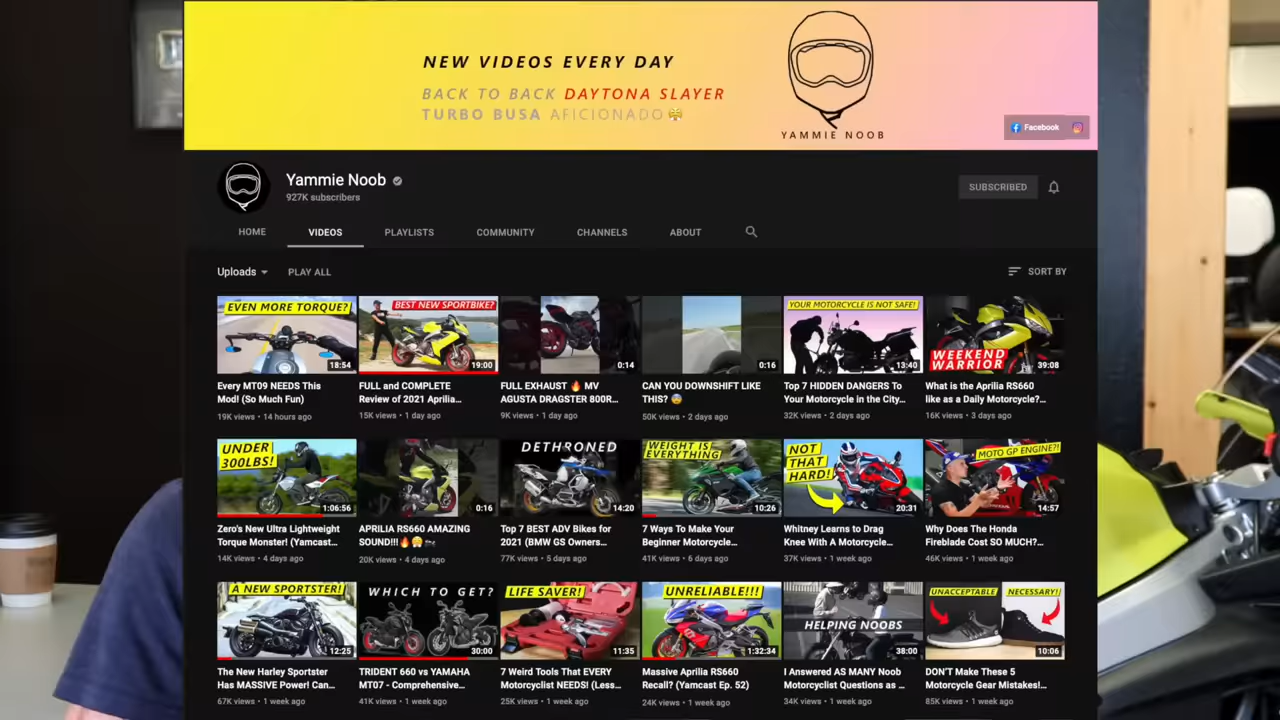 NEW VIDEOS EVERY DAY
BACK TO BACK DAYTONA SLAYER
TURBO BUSA AFICIONADO😤
YAMMIE NOOB
Facebook
Yammie Noob
927K subscribers
SUBSCRIBED
HOME VIDEOS PLAYLISTS COMMUNITY CHANNELS ABOUT
Uploads PLAY ALL SORT BY
EVEN MORE TORQUE?!
18:54
Every MT09 NEEDS This
Mod! (So Much Fun)
19K views • 14 hours ago
BEST NEW SPORTBIKE?
19:00
FULL and COMPLETE
Review of 2021 Aprilia...
15K views • 1 day ago
0:14
FULL EXHAUST 🔥 MV
AGUSTA DRAGSTER 800R...
9K views • 1 day ago
0:16
CAN YOU DOWNSHIFT LIKE
THIS? 😨
50K views • 2 days ago
YOUR MOTORCYCLE IS NOT SAFE!
13:40
Top 7 HIDDEN DANGERS To
Your Motorcycle in the City...
32K views • 2 days ago
WEEKEND
WARRIOR
39:08
What is the Aprilia RS660
like as a Daily Motorcycle?...
16K views • 3 days ago
UNDER
300LBS!
1:06:56
Zero's New Ultra Lightweight
Torque Monster! (Yamcast...
14K views • 4 days ago
0:16
APRILIA RS660 AMAZING
SOUND!!!🔥😤🏍
20K views • 4 days ago
DETHRONED
14:20
Top 7 BEST ADV Bikes for
2021 (BMW GS Owners...
77K views • 5 days ago
WEIGHT IS
EVERYTHING
10:26
7 Ways To Make Your
Beginner Motorcycle...
41K views • 6 days ago
NOT
THAT
HARD!
20:31
Whitney Learns to Drag
Knee With A Motorcycle...
37K views • 1 week ago
MOTO GP ENGINE?!
14:57
Why Does The Honda
Fireblade Cost SO MUCH?...
46K views • 1 week ago
A NEW SPORTSTER!
12:25
The New Harley Sportster
Has MASSIVE Power! Can...
67K views • 1 week ago
WHICH TO GET?
30:00
TRIDENT 660 vs YAMAHA
MT07 - Comprehensive...
41K views • 1 week ago
LIFE SAVER!
11:35
7 Weird Tools That EVERY
Motorcyclist NEEDS! (Less...
25K views • 1 week ago
UNRELIABLE!!!
1:32:34
Massive Aprilia RS660
Recall? (Yamcast Ep. 52)
24K views • 1 week ago
HELPING NOOBS
38:00
I Answered AS MANY Noob
Motorcyclist Questions as ...
34K views • 1 week ago
UNACCEPTABLE NECESSARY!
10:06
DON'T Make These 5
Motorcycle Gear Mistakes!...
85K views • 1 week ago